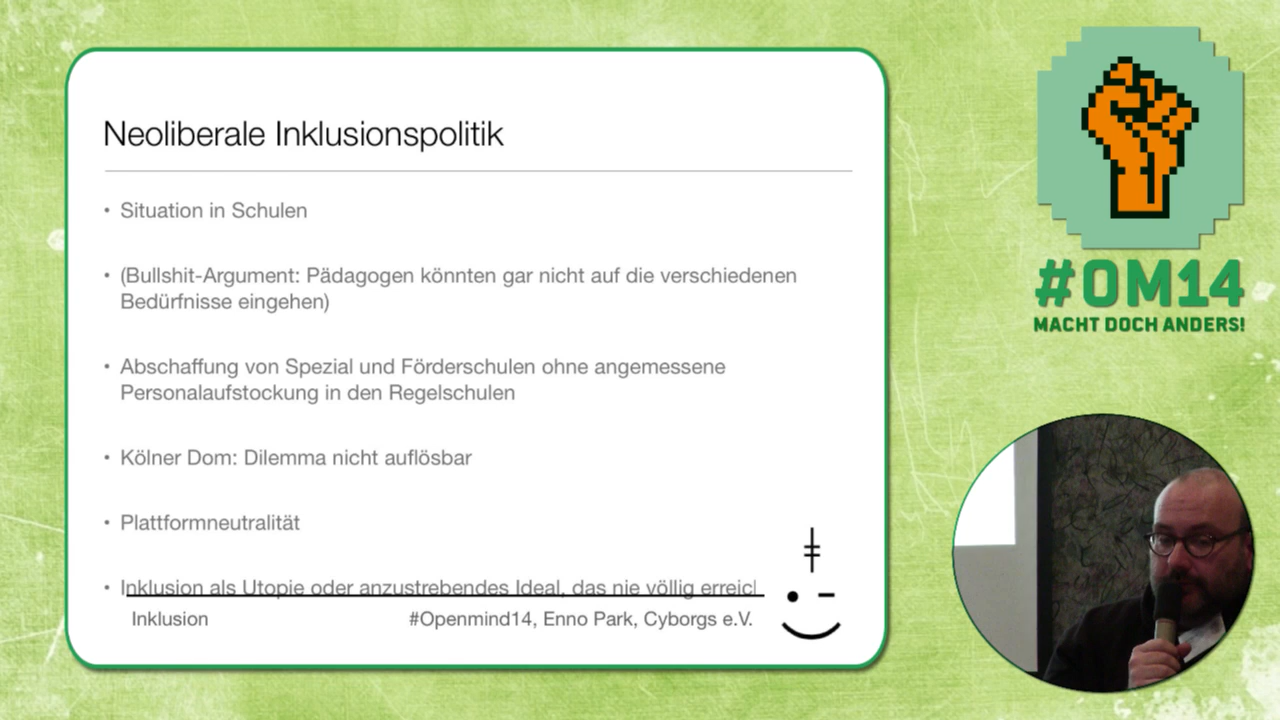 Neoliberale Inklusionspolitik
• Situation in Schulen
• (Bullshit-Argument: Pädagogen könnten gar nicht auf die verschiedenen
Bedürfnisse eingehen)
• Abschaffung von Spezial und Förderschulen ohne angemessene
Personalaufstockung in den Regelschulen
• Kölner Dom: Dilemma nicht auflösbar
• Plattformneutralität
• Inklusion als Utopie oder anzustrebendes Ideal, das nie völlig
Inklusion
#Openmind14, Enno Park, Cyborgs e.V.
#OM14
MACHT DOCH ANDERS!